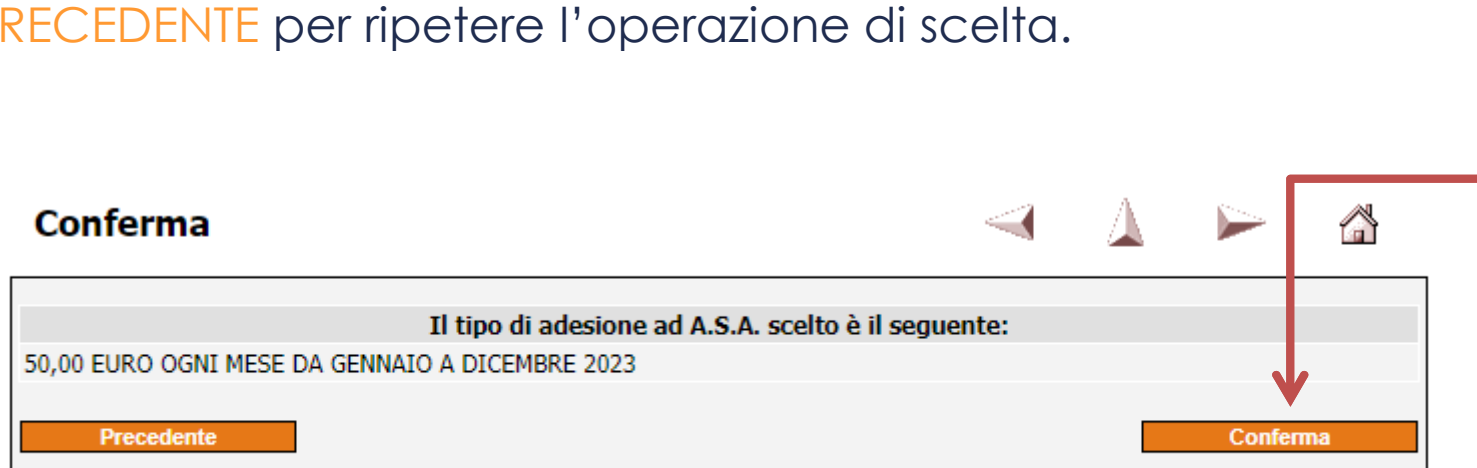 RECEDENTE per ripetere l’operazione di scelta.
Conferma
Il tipo di adesione ad A.S.A. scelto è il seguente:
50,00 EURO OGNI MESE DA GENNAIO A DICEMBRE 2023
Precedente
Conferma